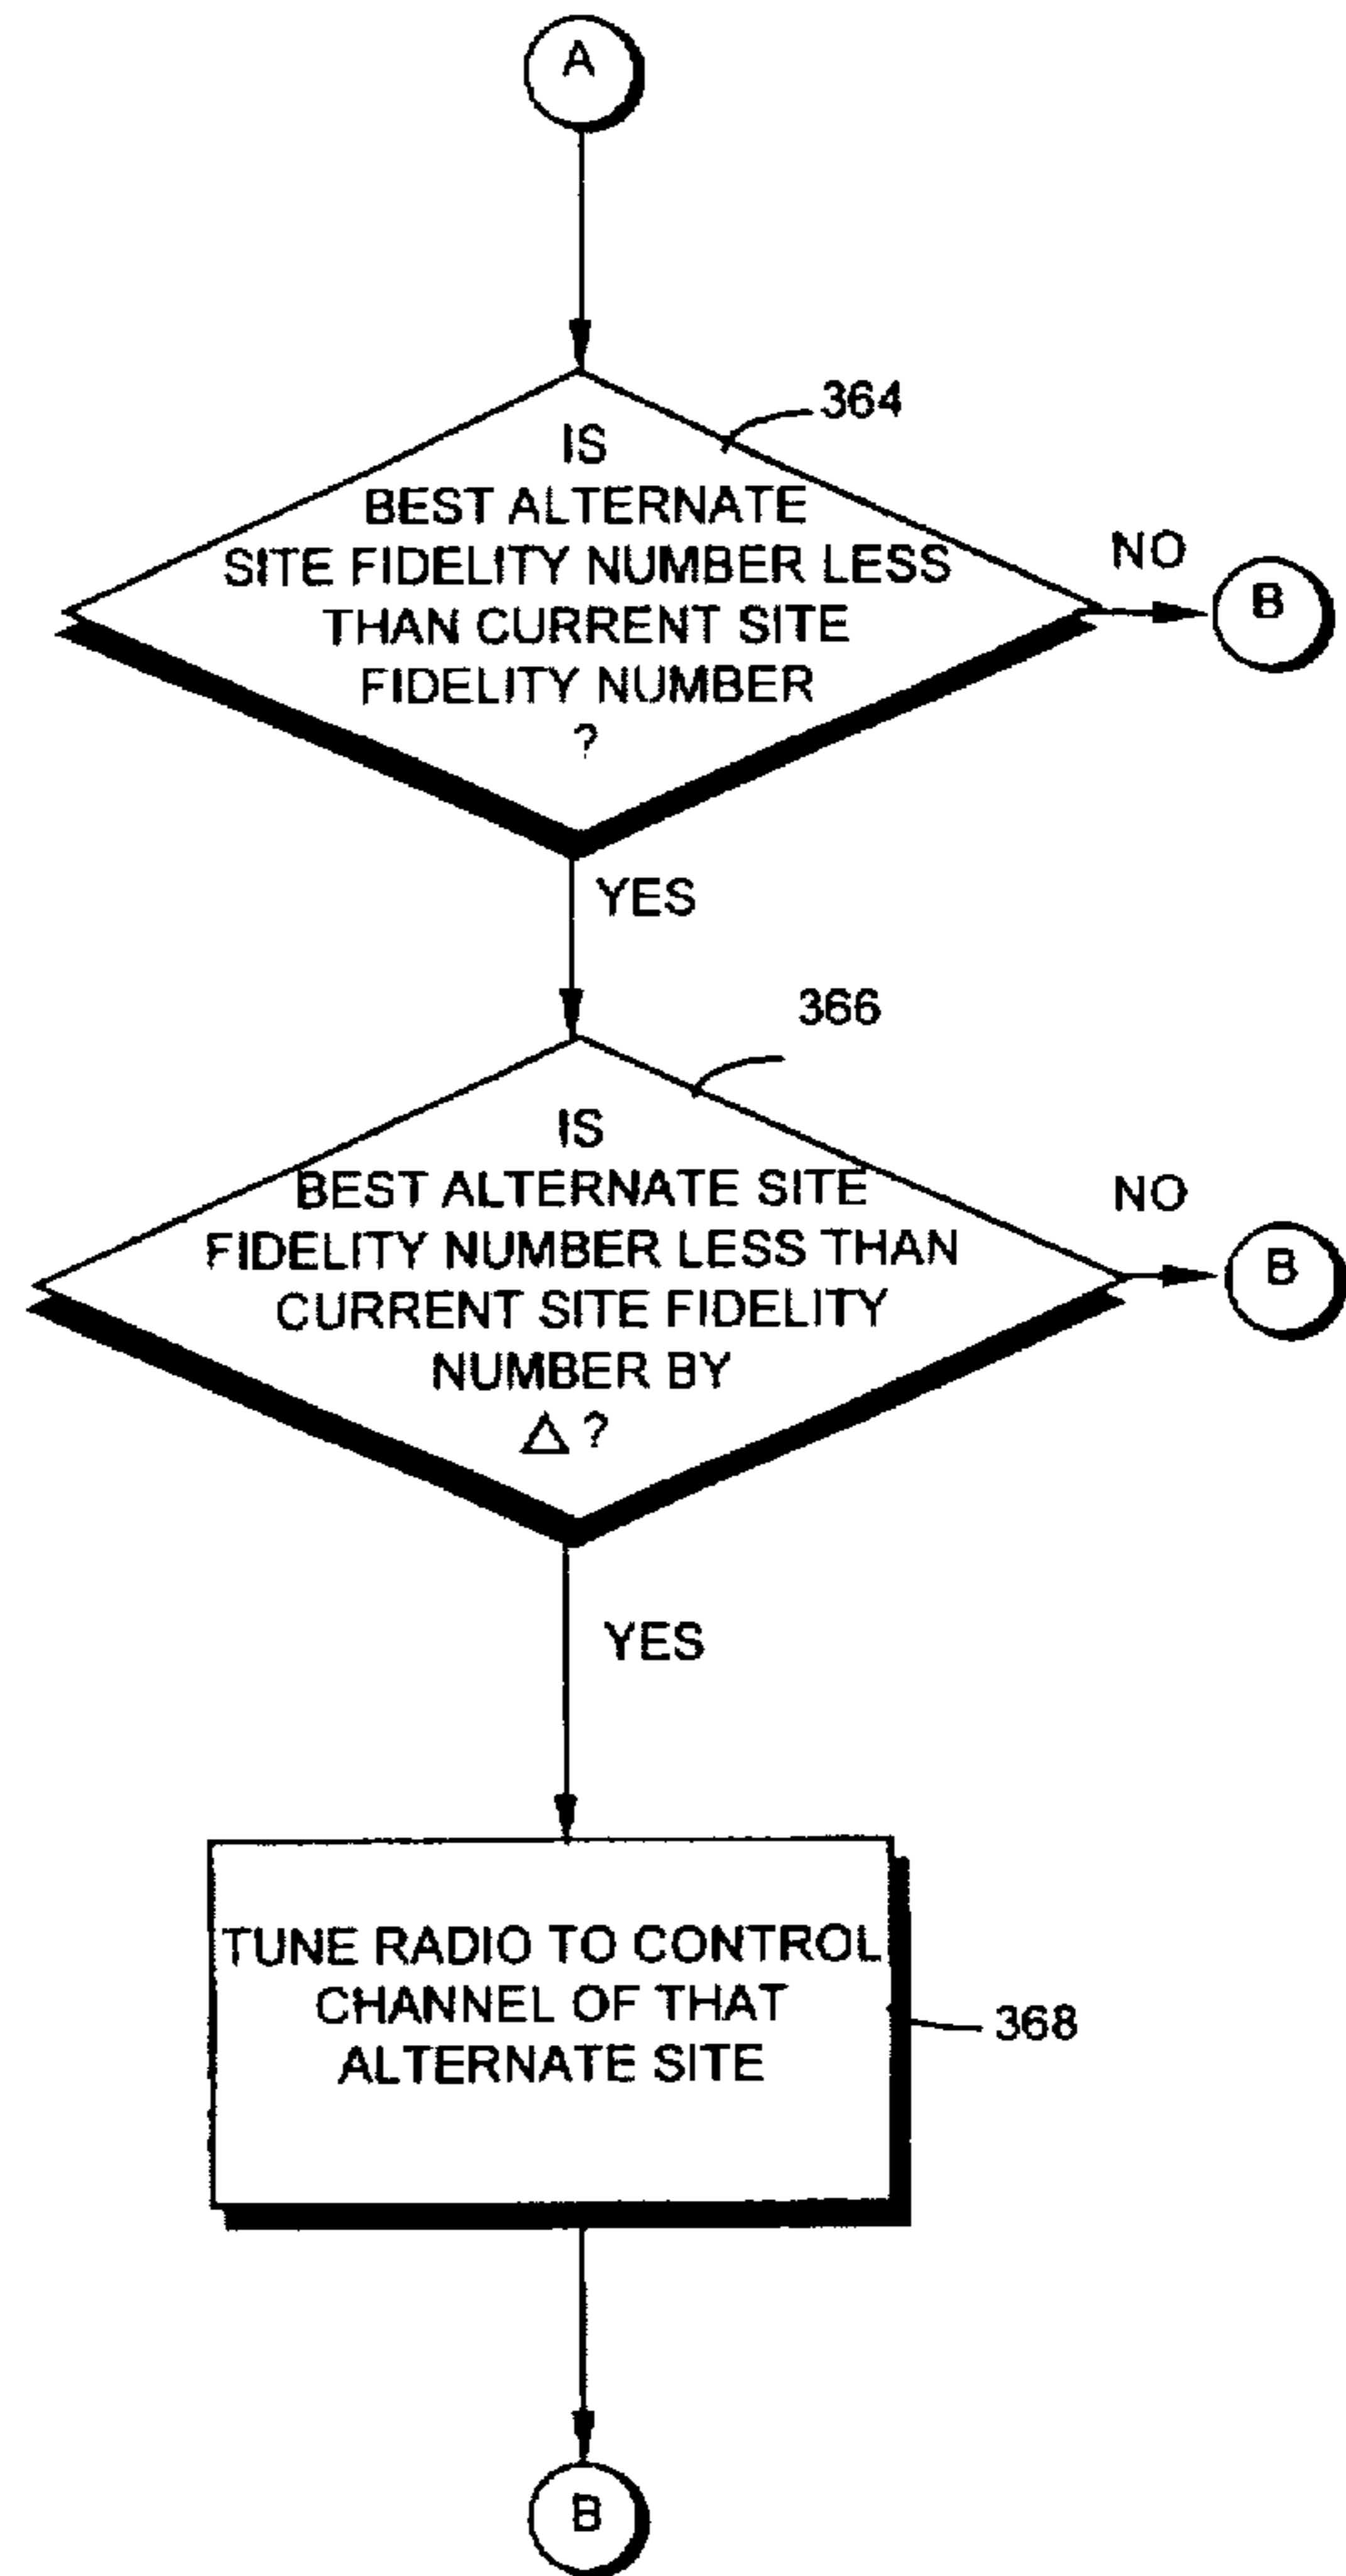 A
364
IS
BEST ALTERNATE
SITE FIDELITY NUMBER LESS
THAN CURRENT SITE
FIDELITY NUMBER
?
NO
B
YES
366
IS
BEST ALTERNATE SITE
FIDELITY NUMBER LESS THAN
CURRENT SITE FIDELITY
NUMBER BY
△ ?
NO
B
YES
TUNE RADIO TO CONTROL
CHANNEL OF THAT
ALTERNATE SITE
368
B